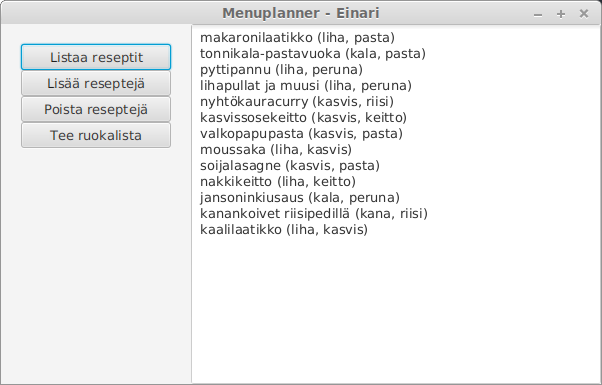 Menuplanner - Einari
Listaa reseptit
Lisää reseptejä
Poista reseptejä
Tee ruokalista
makaronilaatikko (liha, pasta)
tonnikala-pastavuoka (kala, pasta)
pyttipannu (liha, peruna)
lihapullat ja muusi (liha, peruna)
nyhtökauracurry (kasvis, riisi)
kasvissosekeitto (kasvis, keitto)
valkopapupasta (kasvis, pasta)
moussaka (liha, kasvis)
soijalasagne (kasvis, pasta)
nakkikeitto (liha, keitto)
jansoninkiusaus (kala, peruna)
kanankoivet riisipedillä (kana, riisi)
kaalilaatikko (liha, kasvis)